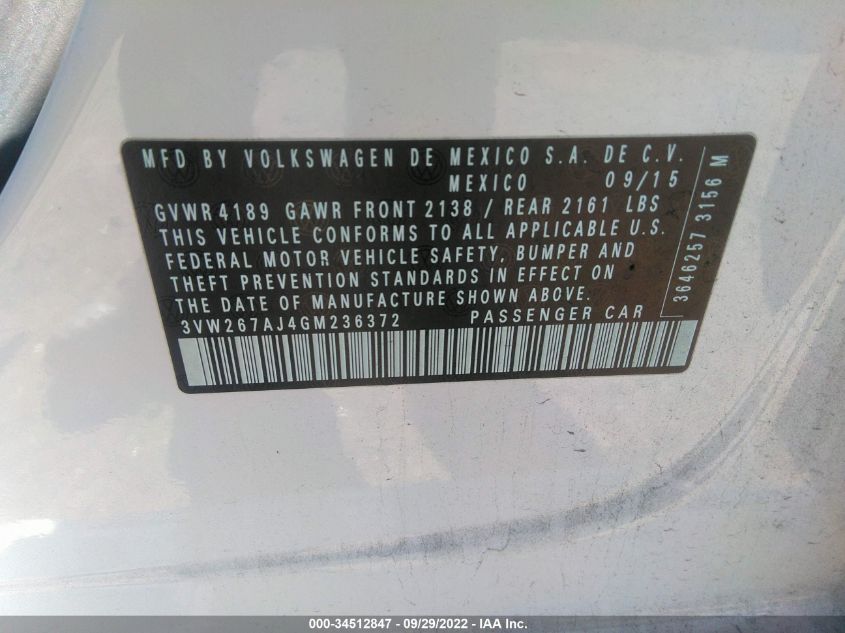 MFD BY VOLKSWAGEN DE MEXICO S.A. DE C.V.
MEXICO 09/15
GVWR 4189 GAWR FRONT 2138 / REAR 2161 LBS
THIS VEHICLE CONFORMS TO ALL APPLICABLE U.S.
FEDERAL MOTOR VEHICLE SAFETY, BUMPER AND
THEFT PREVENTION STANDARDS IN EFFECT ON
THE DATE OF MANUFACTURE SHOWN ABOVE.
3VW267AJ4GM236372 PASSENGER CAR
3646257 3156 M
000-34512847 - 09/29/2022 - IAA Inc.